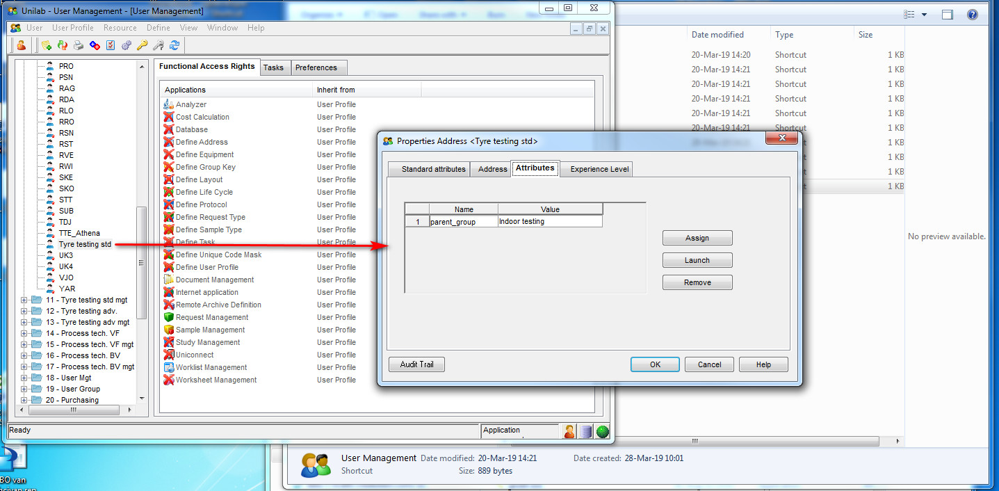 Unilab - User Management - [User Management]
User User Profile Resource Define View Window Help
PRO
PSN
RAG
RDA
RLO
RRO
RSN
RST
RVE
RWI
SKE
SKO
STT
SUB
TDJ
TTE_Athena
Tyre testing std
UK3
UK4
VJO
YAR
11 - Tyre testing std mgt
12 - Tyre testing adv.
13 - Tyre testing adv mgt
14 - Process tech. VF
15 - Process tech. VF mgt
16 - Process tech. BV
17 - Process tech. BV mgt
18 - User Mgt
19 - User Group
20 - Purchasing
Functional Access Rights Tasks Preferences
Applications Inherit from
Analyzer User Profile
Cost Calculation User Profile
Database User Profile
Define Address User Profile
Define Equipment User Profile
Define Group Key User Profile
Define Layout User Profile
Define Life Cycle User Profile
Define Protocol User Profile
Define Request Type User Profile
Define Sample Type User Profile
Define Task User Profile
Define Unique Code Mask User Profile
Define User Profile User Profile
Document Management User Profile
Internet application User Profile
Remote Archive Definition User Profile
Request Management User Profile
Sample Management User Profile
Study Management User Profile
Uniconnect User Profile
Worklist Management User Profile
Worksheet Management User Profile
Ready Application
Properties Address <Tyre testing std>
Standard attributes Address Attributes Experience Level
Name Value
1 parent_group Indoor testing
Assign
Launch
Remove
Audit Trail OK Cancel Help
Date modified Type Size
20-Mar-19 14:20 Shortcut 1 KB
20-Mar-19 14:21 Shortcut 1 KB
20-Mar-19 14:21 Shortcut 1 KB
20-Mar-19 14:21 Shortcut 1 KB
20-Mar-19 14:21 Shortcut 1 KB
20-Mar-19 14:21 Shortcut 1 KB
1 KB
1 KB
1 KB
1 KB
No preview available.
User Management Date modified: 20-Mar-19 14:21 Date created: 28-Mar-19 10:01
Shortcut Size: 889 bytes
BO van